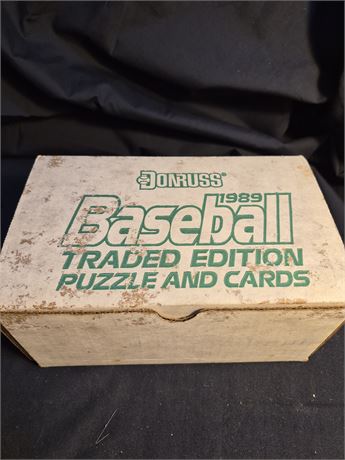 DONRUSS®
1989
Baseball
TRADED EDITION
PUZZLE AND CARDS